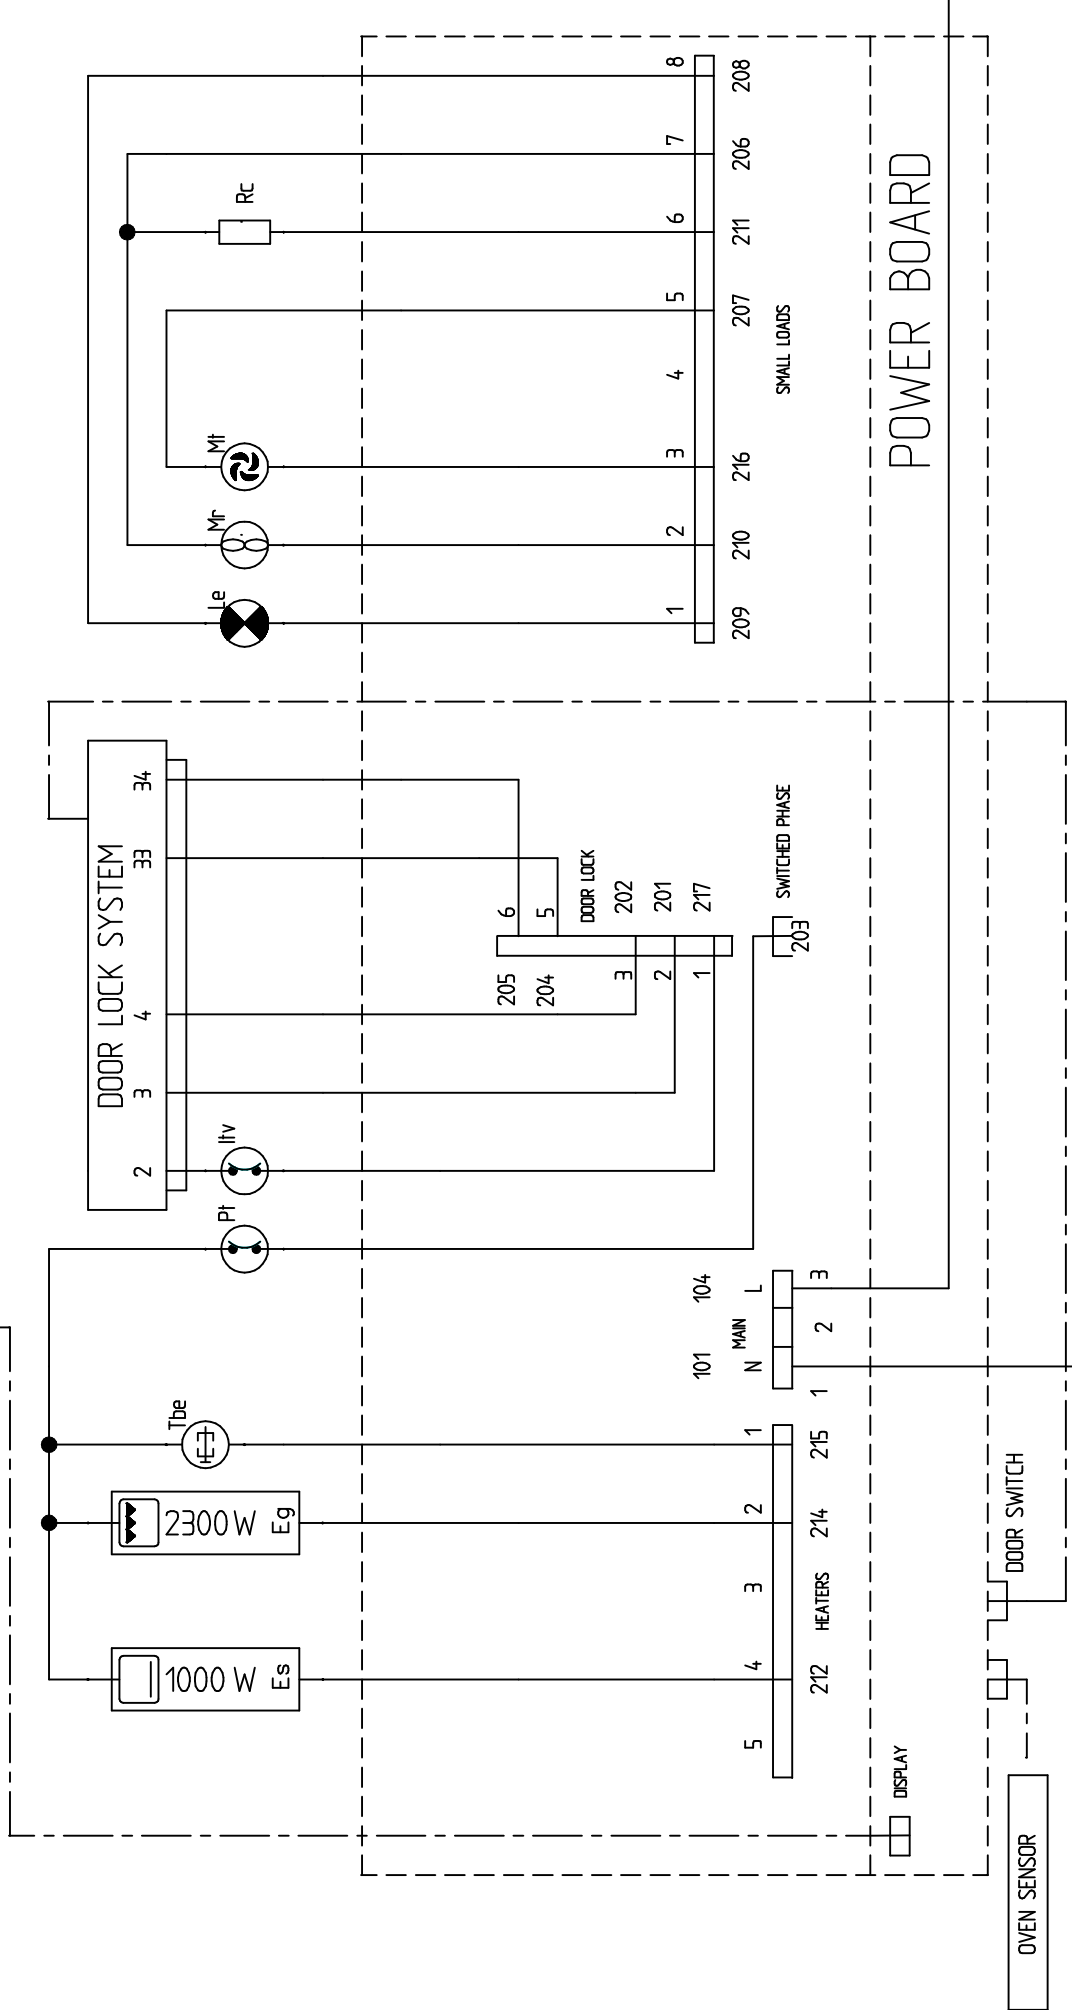 8
208
7
206
Rc
6
211
5
207
SMALL LOADS
4
Mt
3
216
Mr
2
210
Le
1
209
POWER BOARD
DOOR LOCK SYSTEM
34
33
4
3
2
6
5
DOOR LOCK
205
204
202
201
217
3
2
1
SWITCHED PHASE
203
Itv
Pt
104
L
3
MAIN
2
101
N
1
Tbe
1
215
2300 W Eg
2
214
3
HEATERS
1000 W Es
4
212
5
DOOR SWITCH
DISPLAY
OVEN SENSOR